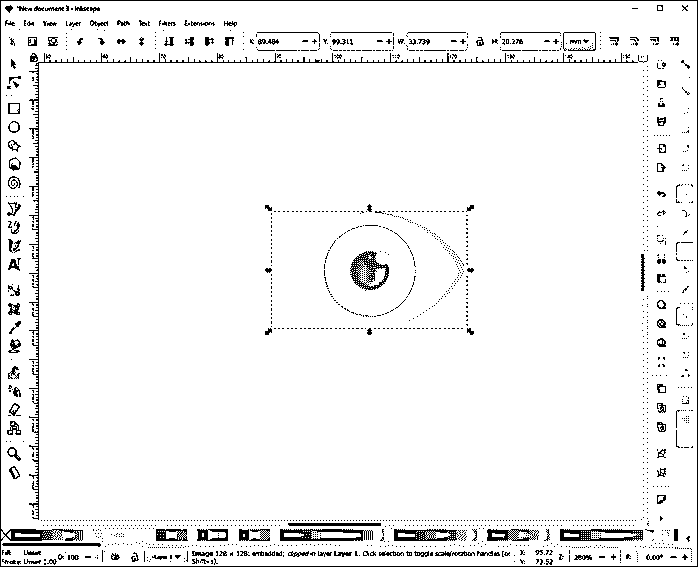 *New document 3 - Inkscape
File Edit View Layer Object Path Text Filters Extensions Help
X: 89.484 Y: 99.311 W: 33.739 H: 20.276 mm
Fill: Unset O: 100 Layer 1 Image 128 × 128: embedded; clipped in layer Layer 1. Click selection to toggle scale/rotation handles (or X: 95.72 Z: 280% R: 0.00°
Stroke: Unset 1.00 Shift+s). Y: 73.52